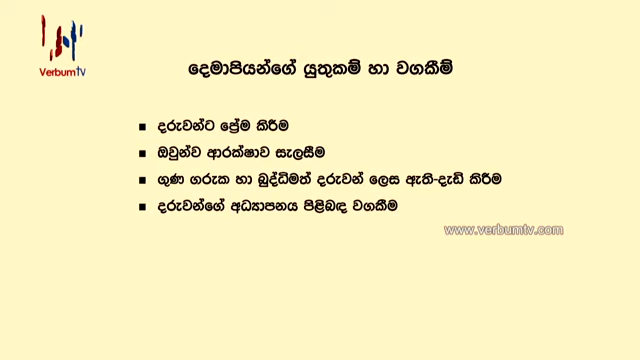 VerbumTV
දෙමාපියන්ගේ යුතුකම් හා වගකීම්
▪ දරුවන්ට ප්‍රේම කිරීම
▪ ඔවුන්ව ආරක්ෂාව සැලසීම
▪ ගුණ ගරුක හා බුද්ධිමත් දරුවන් ලෙස ඇති-දැඩි කිරීම
▪ දරුවන්ගේ අධ්‍යාපනය පිළිබඳ වගකීම
www.verbumtv.com